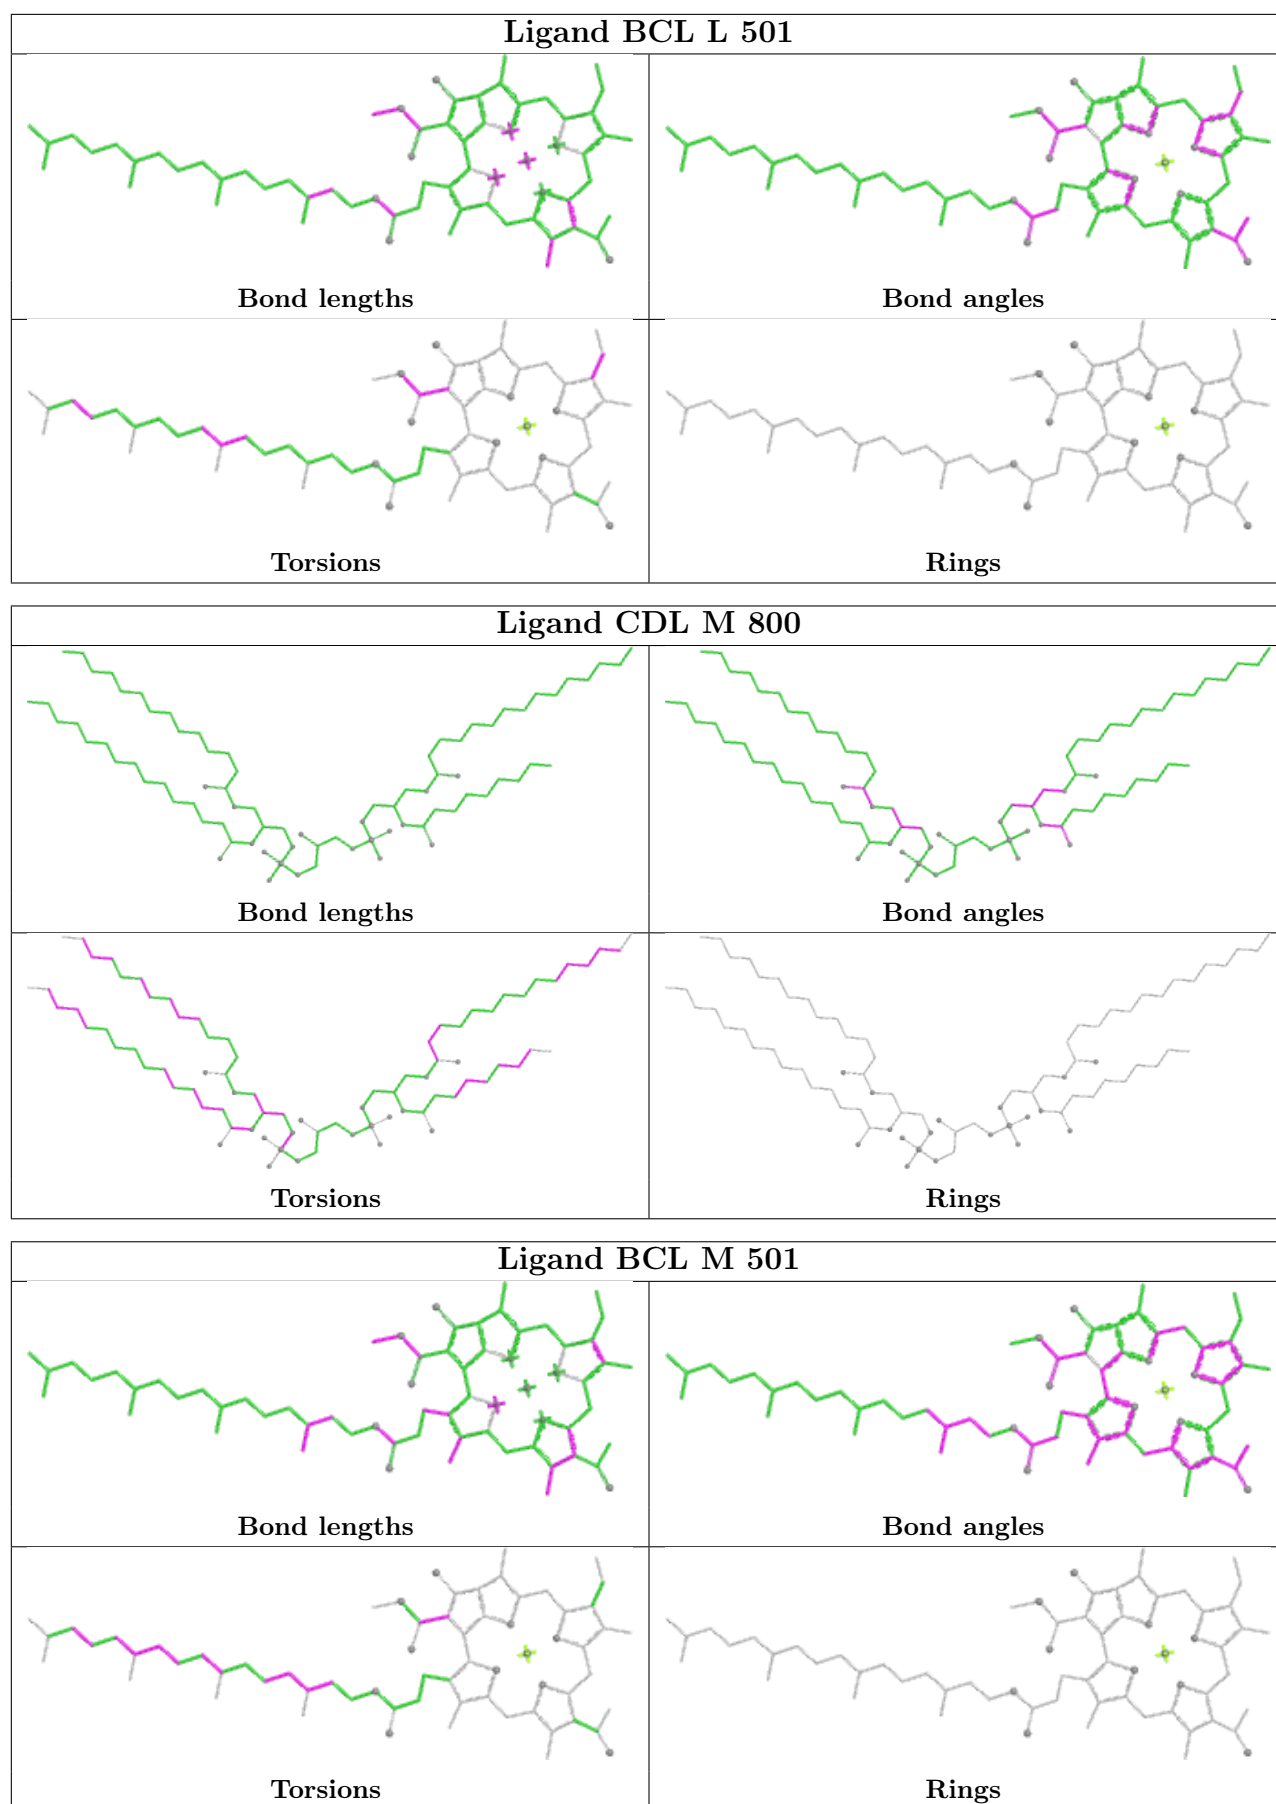 Ligand BCL L 501
Bond lengths
Bond angles
Torsions
Rings
Ligand CDL M 800
Bond lengths
Bond angles
Torsions
Rings
Ligand BCL M 501
Bond lengths
Bond angles
Torsions
Rings